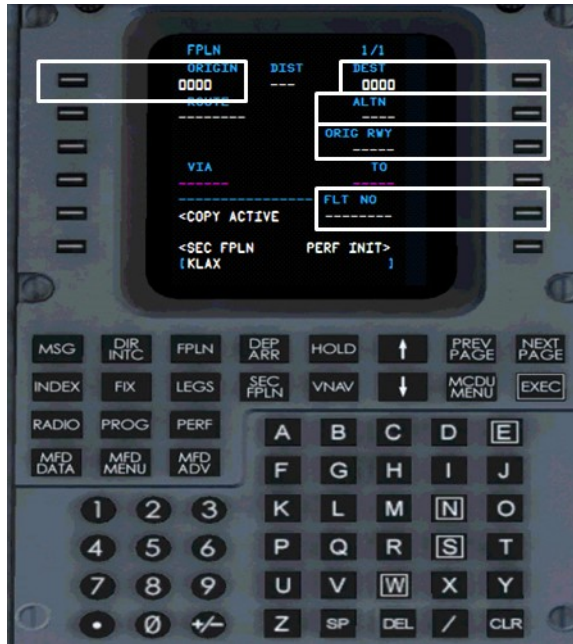 FPLN 1/1
ORIGIN DIST DEST
□□□□ --- □□□□
ROUTE ALTN
-------- ----
ORIG RWY
-----
VIA TO
------ -----
---------------- FLT NO
<COPY ACTIVE --------
<SEC FPLN PERF INIT>
[KLAX ]
MSG DIR INTC FPLN DEP ARR HOLD ↑ PREV PAGE NEXT PAGE
INDEX FIX LEGS SEC FPLN VNAV ↓ MCDU MENU EXEC
RADIO PROG PERF A B C D E
MFD DATA MFD MENU MFD ADV F G H I J
1 2 3 K L M N O
4 5 6 P Q R S T
7 8 9 U V W X Y
• 0 +/- Z SP DEL / CLR